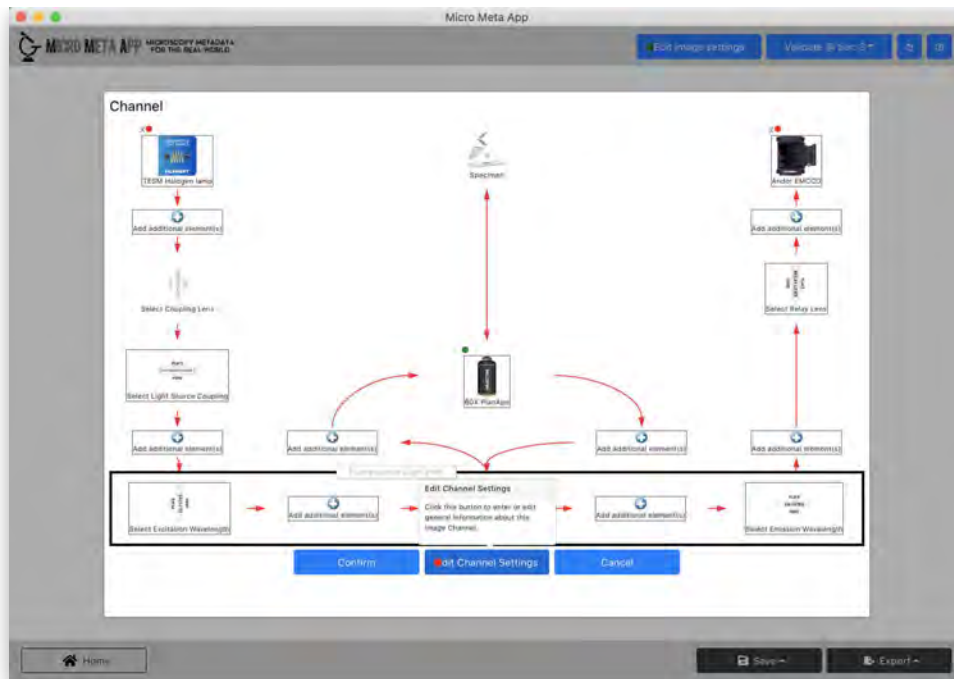 Micro Meta App
MICRO META APP MICROSCOPY METADATA
FOR THE REAL WORLD
Edit image settings
Channel
TESM Halogen lamp
Specimen
Andor EMCCD
Add additional element(s)
Add additional element(s)
Select Coupling Lens
Select Relay Lens
Select Light Source Coupling
60X PlanApo
Add additional element(s)
Add additional element(s)
Add additional element(s)
Add additional element(s)
Edit Channel Settings
Click this button to enter or edit
general information about this
image Channel.
Select Excitation Wavelength
Add additional element(s)
Add additional element(s)
Select Emission Wavelength
Confirm
dit Channel Settings
Cancel
Home
Save
Export